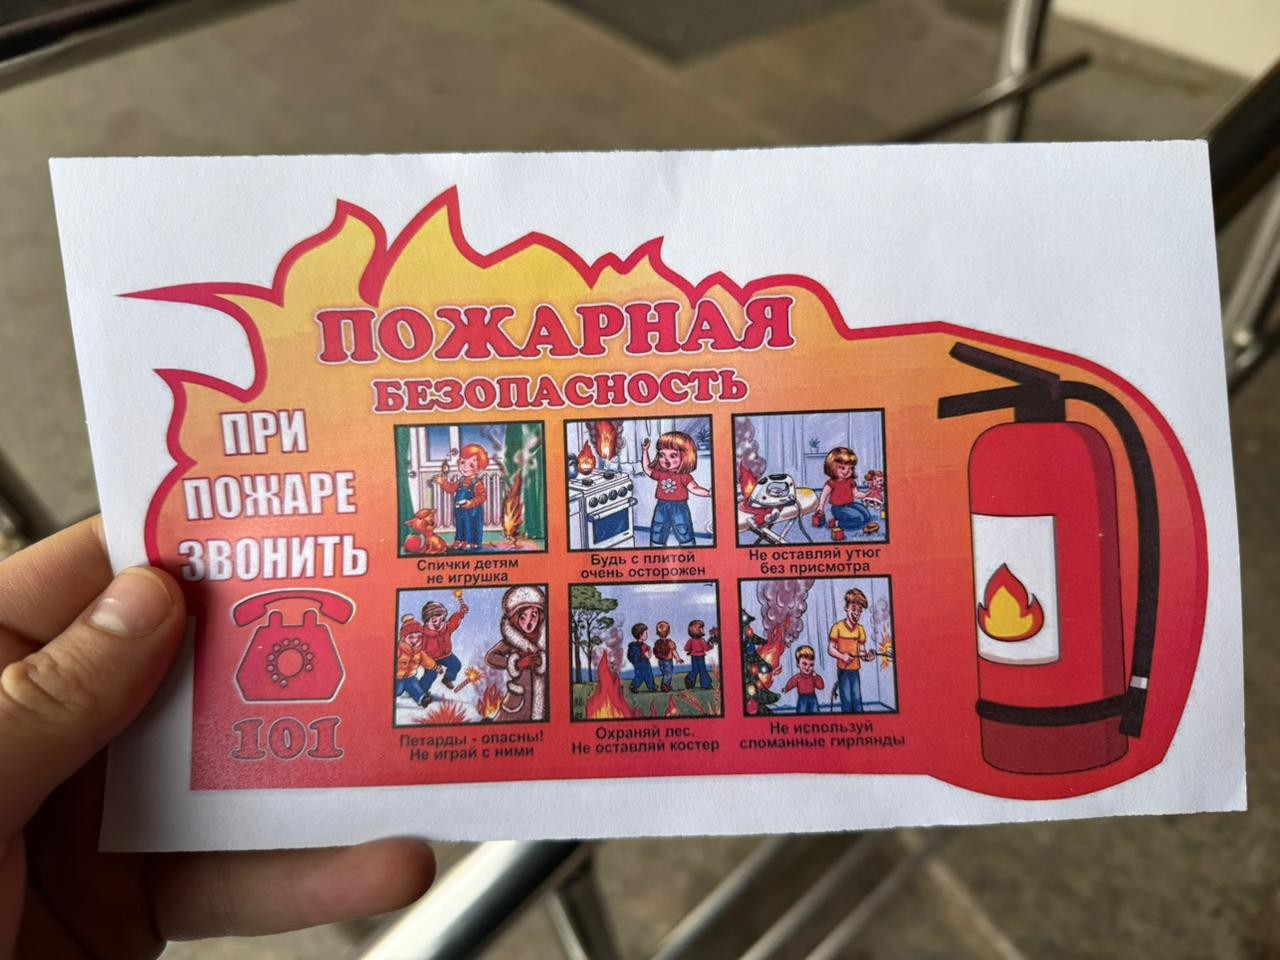 ПОЖАРНАЯ
БЕЗОПАСНОСТЬ
ПРИ
ПОЖАРЕ
ЗВОНИТЬ
101
Спички детям
не игрушка
Будь с плитой
очень осторожен
Не оставляй утюг
без присмотра
Петарды - опасны!
Не играй с ними
Охраняй лес.
Не оставляй костер
Не используй
сломанные гирлянды